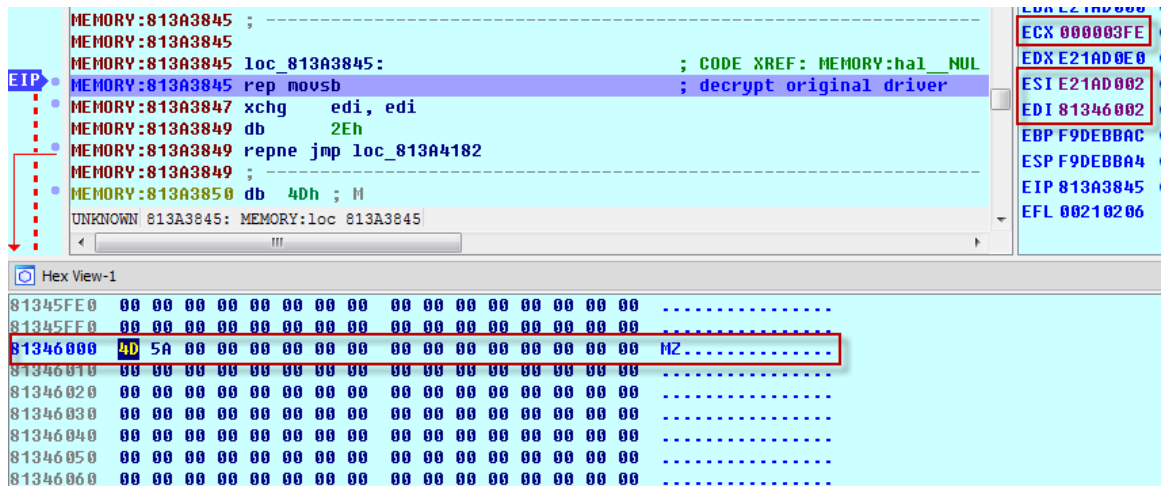 MEMORY:813A3845 ; ---------------------------------------------------------------
MEMORY:813A3845
MEMORY:813A3845 loc_813A3845: ; CODE XREF: MEMORY:hal__NUL
MEMORY:813A3845 rep movsb ; decrypt original driver
MEMORY:813A3847 xchg edi, edi
MEMORY:813A3849 db 2Eh
MEMORY:813A3849 repne jmp loc_813A4182
MEMORY:813A3849 ; ---------------------------------------------------------------
MEMORY:813A3850 db 4Dh ; M
UNKNOWN 813A3845: MEMORY:loc 813A3845
EIP
ECX 000003FE
EDX E21AD0E0
ESI E21AD002
EDI 81346002
EBP F9DEBBAC
ESP F9DEBBA4
EIP 813A3845
EFL 00210206
Hex View-1
81345FE0 00 00 00 00 00 00 00 00 00 00 00 00 00 00 00 00 ................
81345FF0 00 00 00 00 00 00 00 00 00 00 00 00 00 00 00 00 ................
81346000 4D 5A 00 00 00 00 00 00 00 00 00 00 00 00 00 00 MZ..............
81346010 00 00 00 00 00 00 00 00 00 00 00 00 00 00 00 00 ................
81346020 00 00 00 00 00 00 00 00 00 00 00 00 00 00 00 00 ................
81346030 00 00 00 00 00 00 00 00 00 00 00 00 00 00 00 00 ................
81346040 00 00 00 00 00 00 00 00 00 00 00 00 00 00 00 00 ................
81346050 00 00 00 00 00 00 00 00 00 00 00 00 00 00 00 00 ................
81346060 00 00 00 00 00 00 00 00 00 00 00 00 00 00 00 00 ................